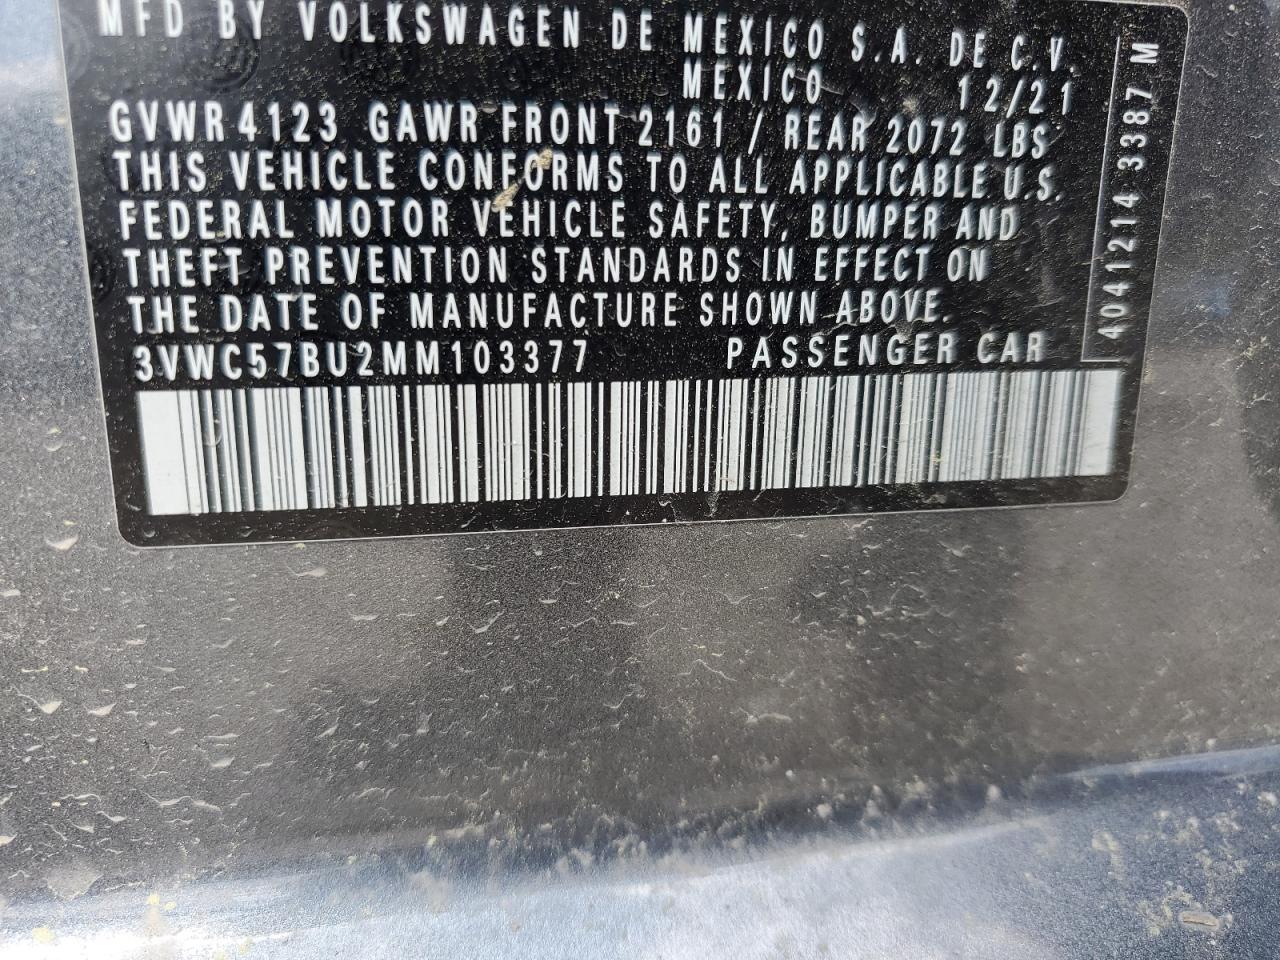 MFD BY VOLKSWAGEN DE MEXICO S.A. DE C.V.
MEXICO 12/21
GVWR 4123 GAWR FRONT 2161 / REAR 2072 LBS
THIS VEHICLE CONFORMS TO ALL APPLICABLE U.S.
FEDERAL MOTOR VEHICLE SAFETY, BUMPER AND
THEFT PREVENTION STANDARDS IN EFFECT ON
THE DATE OF MANUFACTURE SHOWN ABOVE.
3VWC57BU2MM103377 PASSENGER CAR
4041214 3387 M